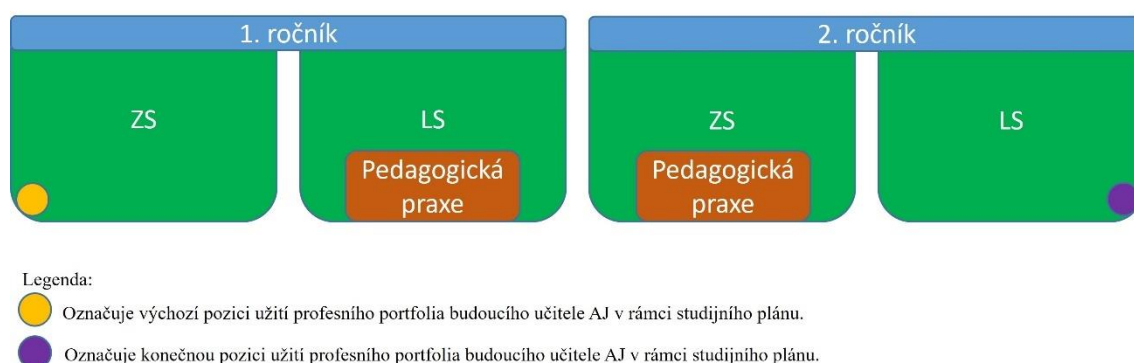 1. ročník
2. ročník
ZS
LS
ZS
LS
Pedagogická
praxe
Pedagogická
praxe
Legenda:
Označuje výchozí pozici užití profesního portfolia budoucího učitele AJ v rámci studijního plánu.
Označuje konečnou pozici užití profesního portfolia budoucího učitele AJ v rámci studijního plánu.